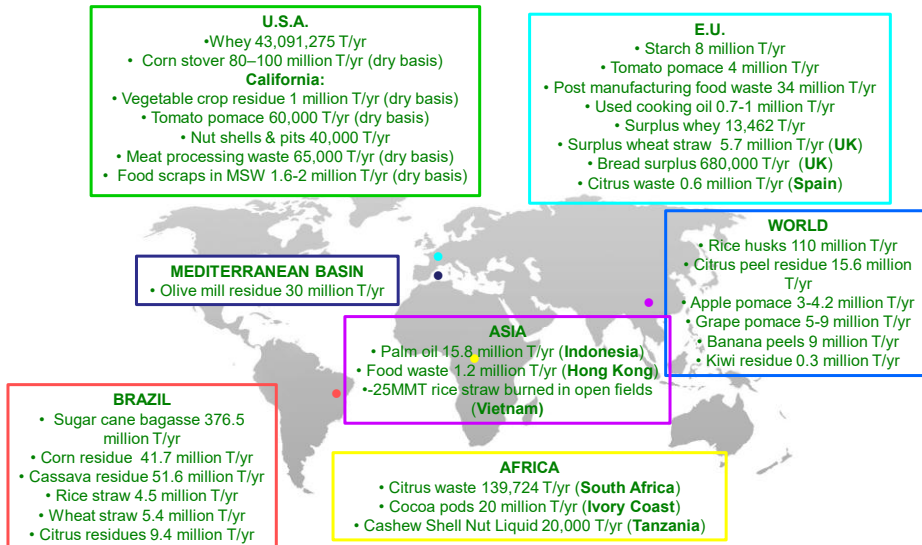 U.S.A.
•Whey 43,091,275 T/yr
• Corn stover 80–100 million T/yr (dry basis)
California:
• Vegetable crop residue 1 million T/yr (dry basis)
• Tomato pomace 60,000 T/yr (dry basis)
• Nut shells & pits 40,000 T/yr
• Meat processing waste 65,000 T/yr (dry basis)
• Food scraps in MSW 1.6-2 million T/yr (dry basis)
E.U.
• Starch 8 million T/yr
• Tomato pomace 4 million T/yr
• Post manufacturing food waste 34 million T/yr
• Used cooking oil 0.7-1 million T/yr
• Surplus whey 13,462 T/yr
• Surplus wheat straw 5.7 million T/yr (UK)
• Bread surplus 680,000 T/yr (UK)
• Citrus waste 0.6 million T/yr (Spain)
WORLD
• Rice husks 110 million T/yr
• Citrus peel residue 15.6 million
T/yr
• Apple pomace 3-4.2 million T/yr
• Grape pomace 5-9 million T/yr
• Banana peels 9 million T/yr
• Kiwi residue 0.3 million T/yr
MEDITERRANEAN BASIN
• Olive mill residue 30 million T/yr
ASIA
• Palm oil 15.8 million T/yr (Indonesia)
• Food waste 1.2 million T/yr (Hong Kong)
•-25MMT rice straw burned in open fields
(Vietnam)
BRAZIL
• Sugar cane bagasse 376.5
million T/yr
• Corn residue 41.7 million T/yr
• Cassava residue 51.6 million T/yr
• Rice straw 4.5 million T/yr
• Wheat straw 5.4 million T/yr
• Citrus residues 9.4 million T/yr
AFRICA
• Citrus waste 139,724 T/yr (South Africa)
• Cocoa pods 20 million T/yr (Ivory Coast)
• Cashew Shell Nut Liquid 20,000 T/yr (Tanzania)